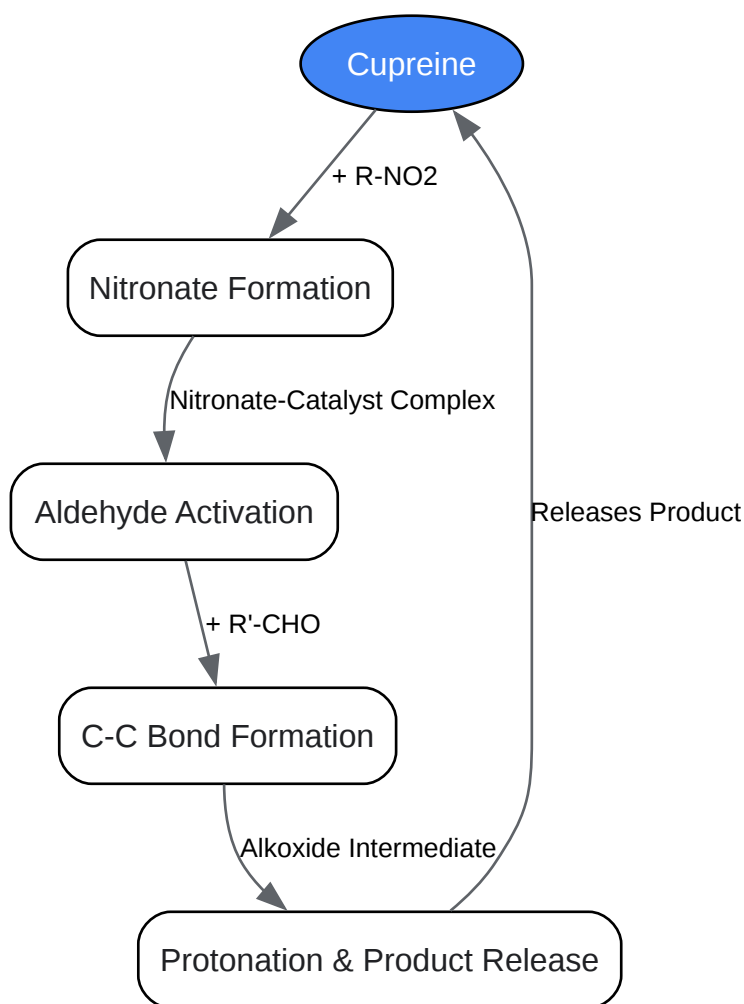 Cupreine
+ R-NO2
Nitronate Formation
Nitronate-Catalyst Complex
Aldehyde Activation
Releases Product
+ R'-CHO
C-C Bond Formation
Alkoxide Intermediate
Protonation & Product Release